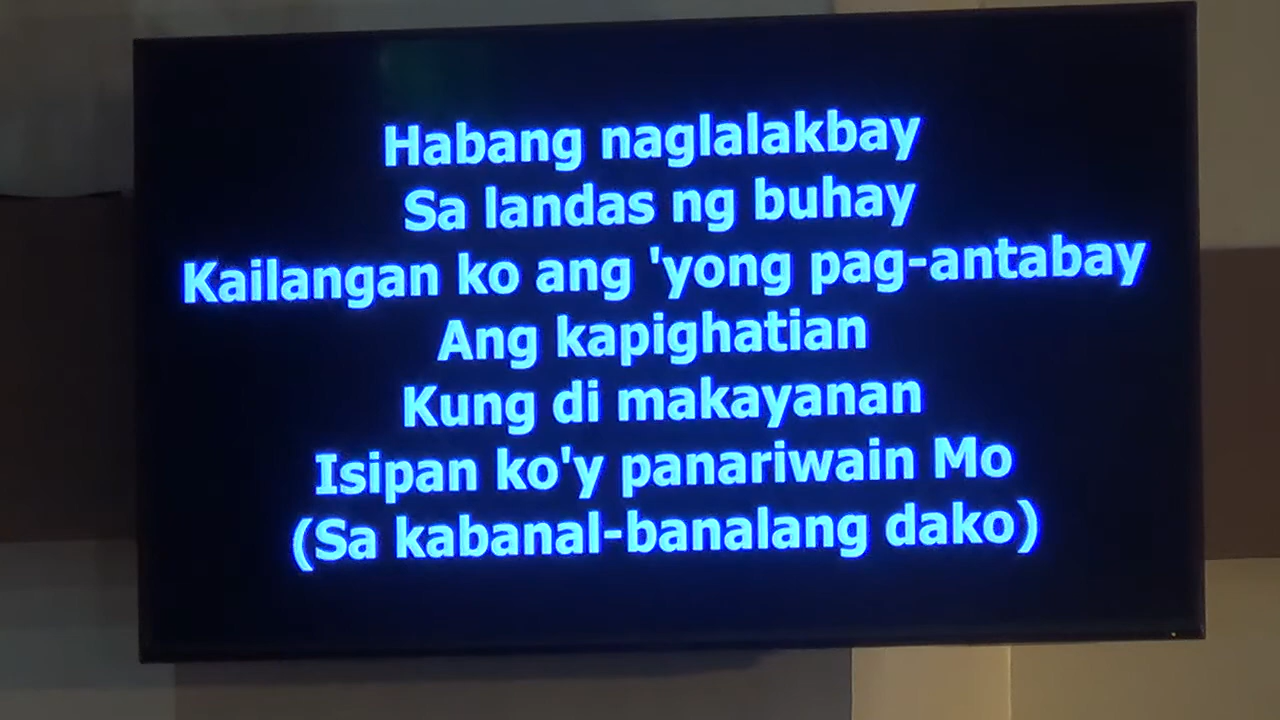 Habang naglalakbay
Sa landas ng buhay
Kailangan ko ang 'yong pag-antabay
Ang kapighatian
Kung di makayanan
Isipan ko'y panariwain Mo
(Sa kabanal-banalang dako)